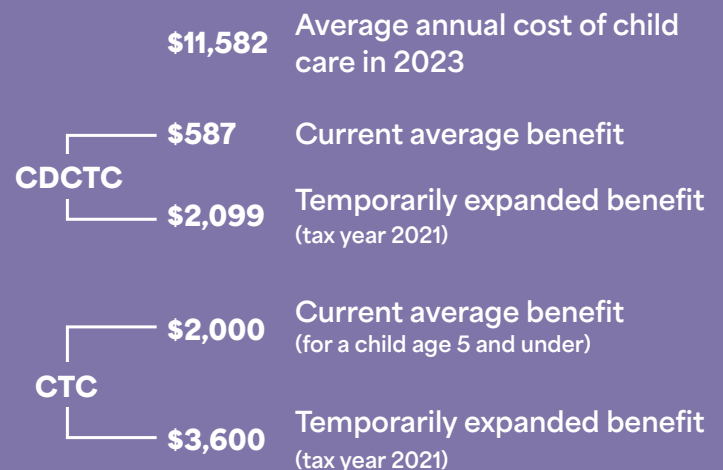 $11,582 Average annual cost of child
care in 2023
$587 Current average benefit
CDCTC
$2,099 Temporarily expanded benefit
(tax year 2021)
$2,000 Current average benefit
(for a child age 5 and under)
CTC
$3,600 Temporarily expanded benefit
(tax year 2021)